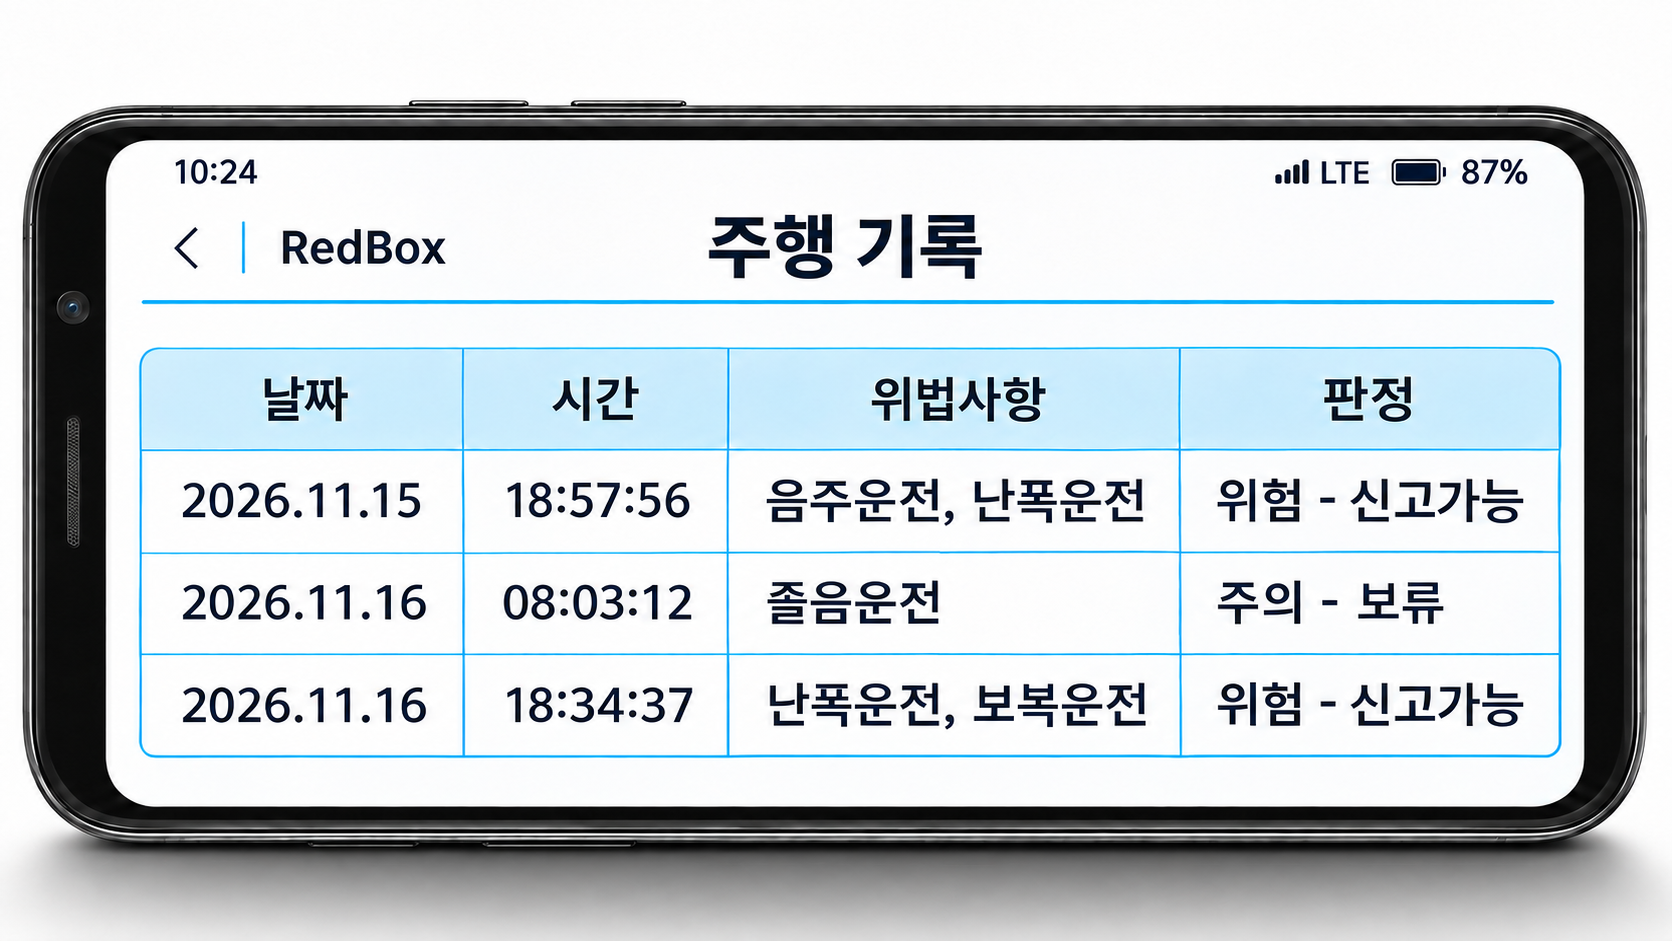 10:24 LTE 87%
< | RedBox 주행 기록
날짜 시간 위법사항 판정
2026.11.15 18:57:56 음주운전, 난폭운전 위험 - 신고가능
2026.11.16 08:03:12 졸음운전 주의 - 보류
2026.11.16 18:34:37 난폭운전, 보복운전 위험 - 신고가능